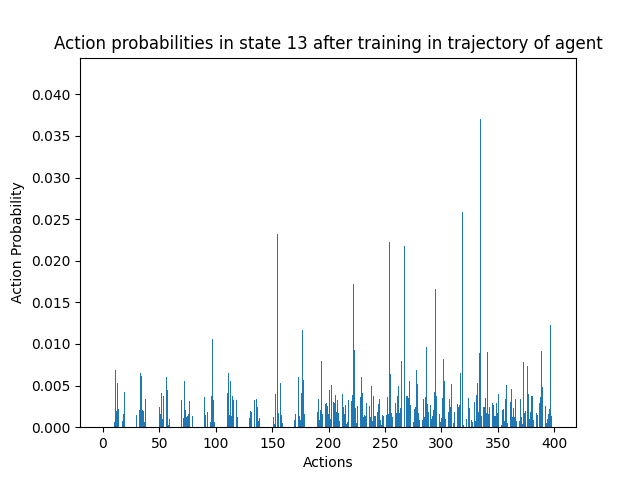 Action probabilities in state 13 after training in trajectory of agent
0.040
0.035
0.030
0.025
0.020
0.015
0.010
0.005
0.000
Action Probability
0 50 100 150 200 250 300 350 400
Actions